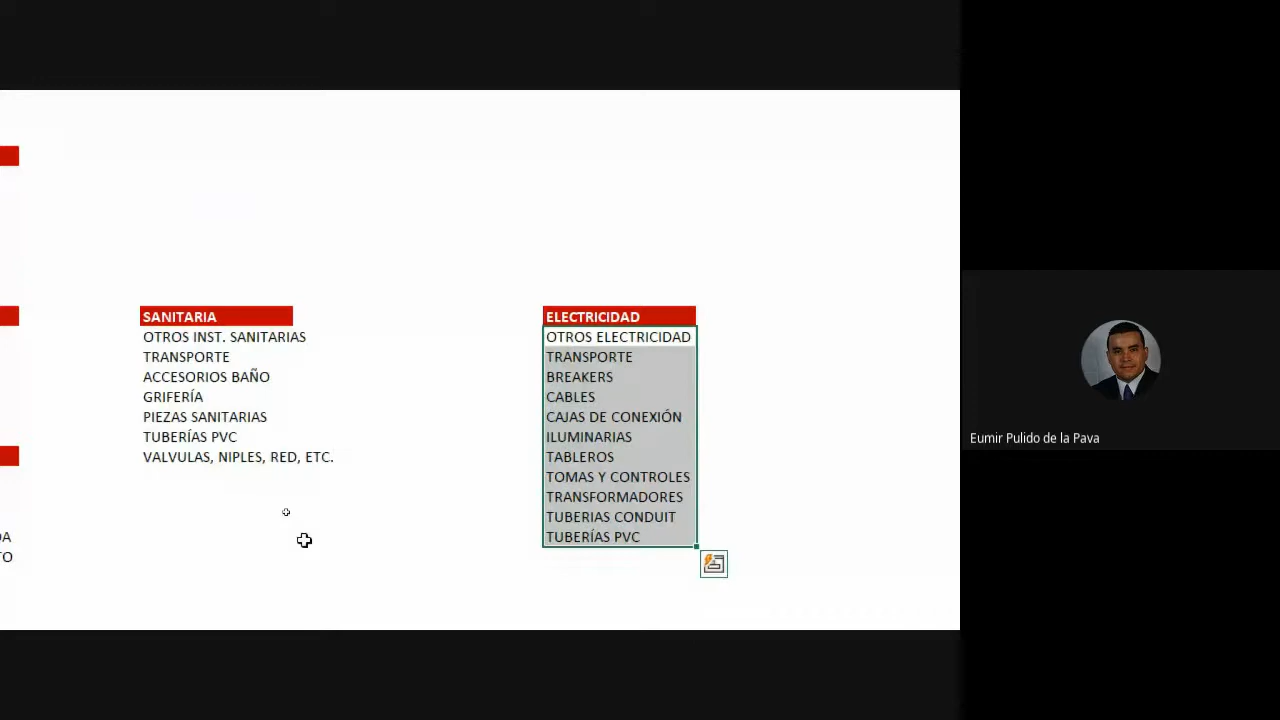 SANITARIA
OTROS INST. SANITARIAS
TRANSPORTE
ACCESORIOS BAÑO
GRIFERÍA
PIEZAS SANITARIAS
TUBERÍAS PVC
VALVULAS, NIPLES, RED, ETC.
ELECTRICIDAD
OTROS ELECTRICIDAD
TRANSPORTE
BREAKERS
CABLES
CAJAS DE CONEXIÓN
ILUMINARIAS
TABLEROS
TOMAS Y CONTROLES
TRANSFORMADORES
TUBERIAS CONDUIT
TUBERÍAS PVC
Eumir Pulido de la Pava